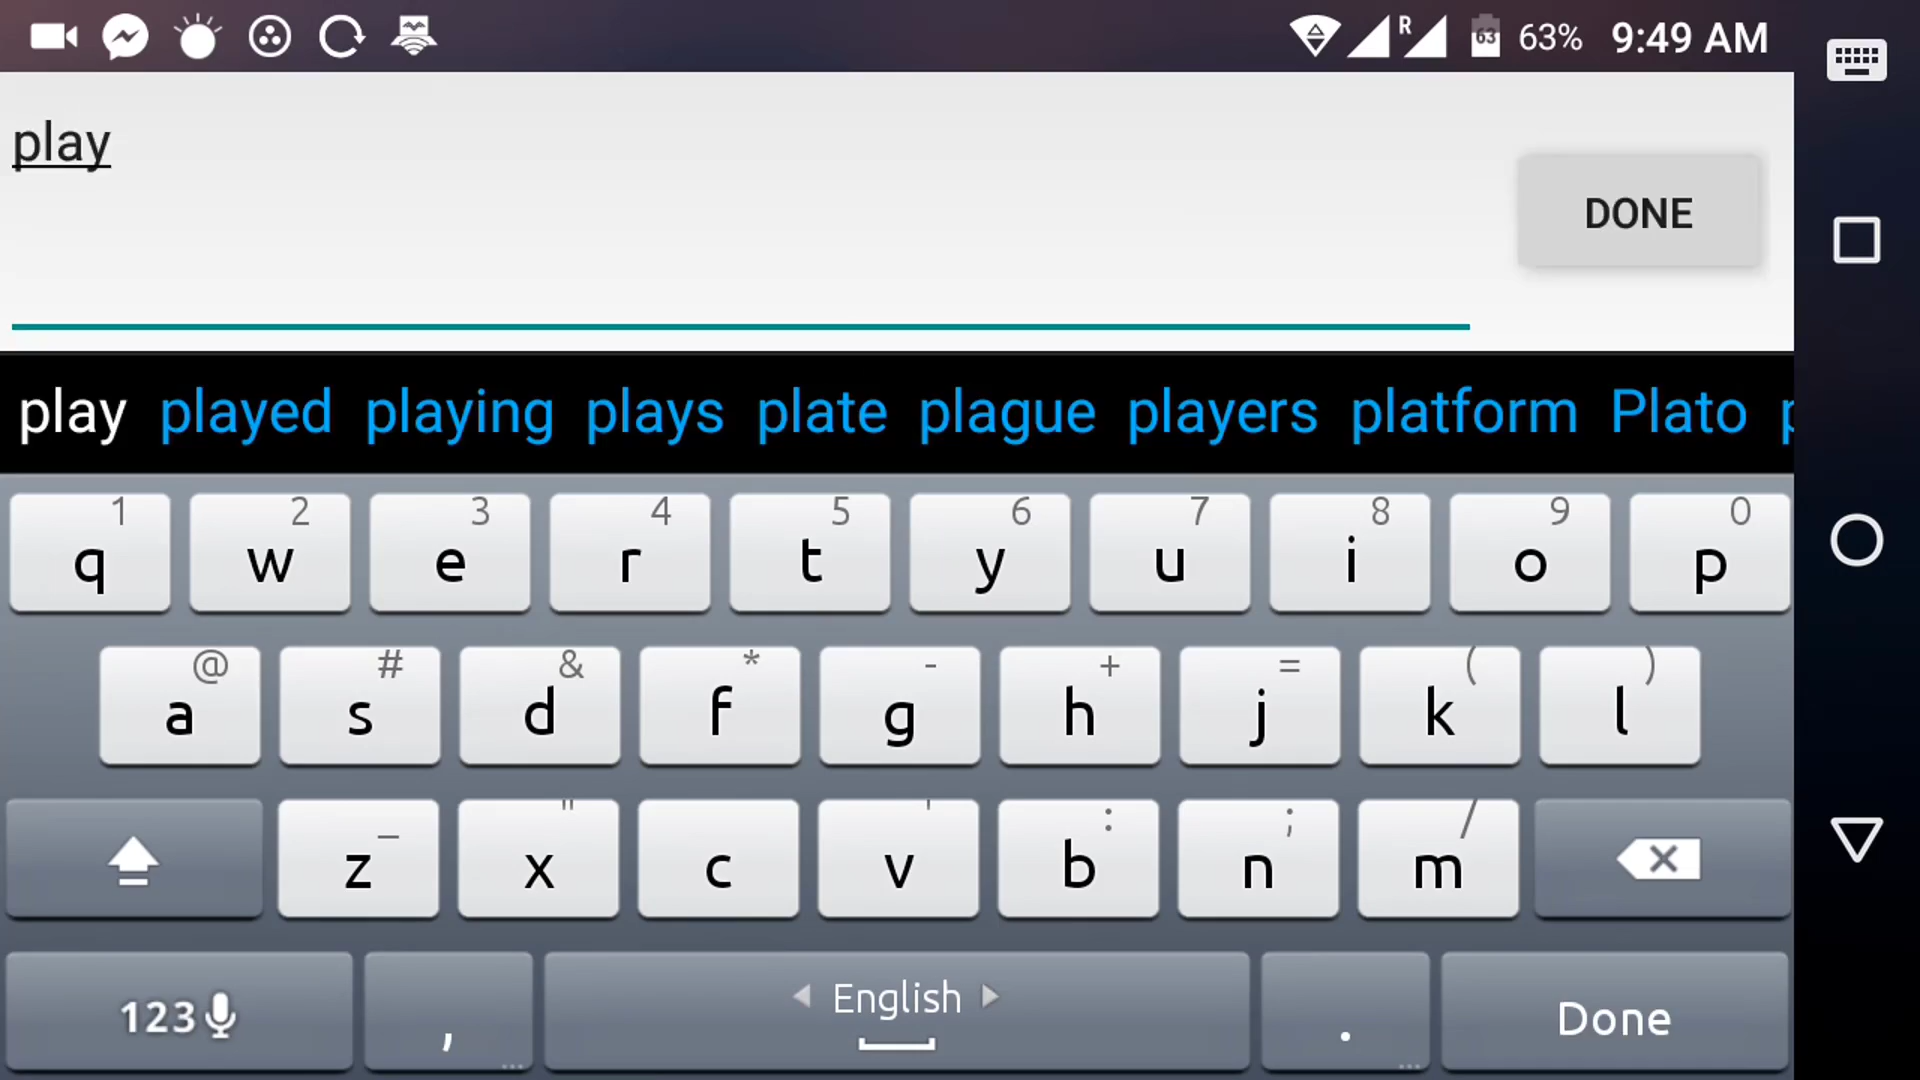 R 63 63% 9:49 AM
play
DONE
play played playing plays plate plague players platform Plato
1 2 3 4 5 6 7 8 9 0
q w e r t y u i o p
@ # & * - + = ( )
a s d f g h j k l
_ " ' : ; /
z x c v b n m
123 , English . Done